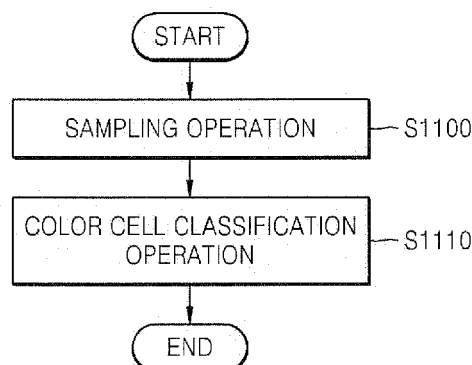 START
SAMPLING OPERATION
S1100
COLOR CELL CLASSIFICATION
OPERATION
S1110
END